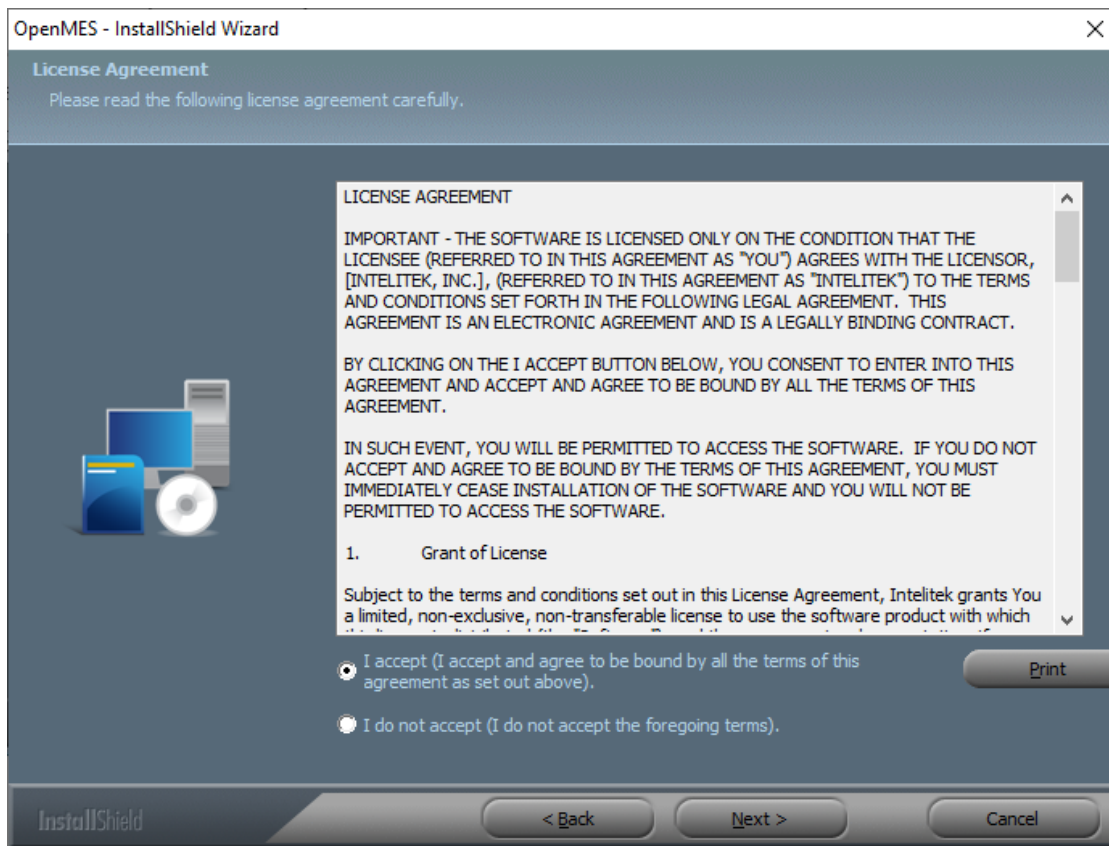 OpenMES - InstallShield Wizard
License Agreement
Please read the following license agreement carefully.
LICENSE AGREEMENT
IMPORTANT - THE SOFTWARE IS LICENSED ONLY ON THE CONDITION THAT THE
LICENSEE (REFERRED TO IN THIS AGREEMENT AS "YOU") AGREES WITH THE LICENSOR,
[INTELITEK, INC.], (REFERRED TO IN THIS AGREEMENT AS "INTELITEK") TO THE TERMS
AND CONDITIONS SET FORTH IN THE FOLLOWING LEGAL AGREEMENT.  THIS
AGREEMENT IS AN ELECTRONIC AGREEMENT AND IS A LEGALLY BINDING CONTRACT.
BY CLICKING ON THE I ACCEPT BUTTON BELOW, YOU CONSENT TO ENTER INTO THIS
AGREEMENT AND ACCEPT AND AGREE TO BE BOUND BY ALL THE TERMS OF THIS
AGREEMENT.
IN SUCH EVENT, YOU WILL BE PERMITTED TO ACCESS THE SOFTWARE.  IF YOU DO NOT
ACCEPT AND AGREE TO BE BOUND BY THE TERMS OF THIS AGREEMENT, YOU MUST
IMMEDIATELY CEASE INSTALLATION OF THE SOFTWARE AND YOU WILL NOT BE
PERMITTED TO ACCESS THE SOFTWARE.
1. Grant of License
Subject to the terms and conditions set out in this License Agreement, Intelitek grants You
a limited, non-exclusive, non-transferable license to use the software product with which
I accept (I accept and agree to be bound by all the terms of this
agreement as set out above).
Print
I do not accept (I do not accept the foregoing terms).
InstallShield
< Back
Next >
Cancel